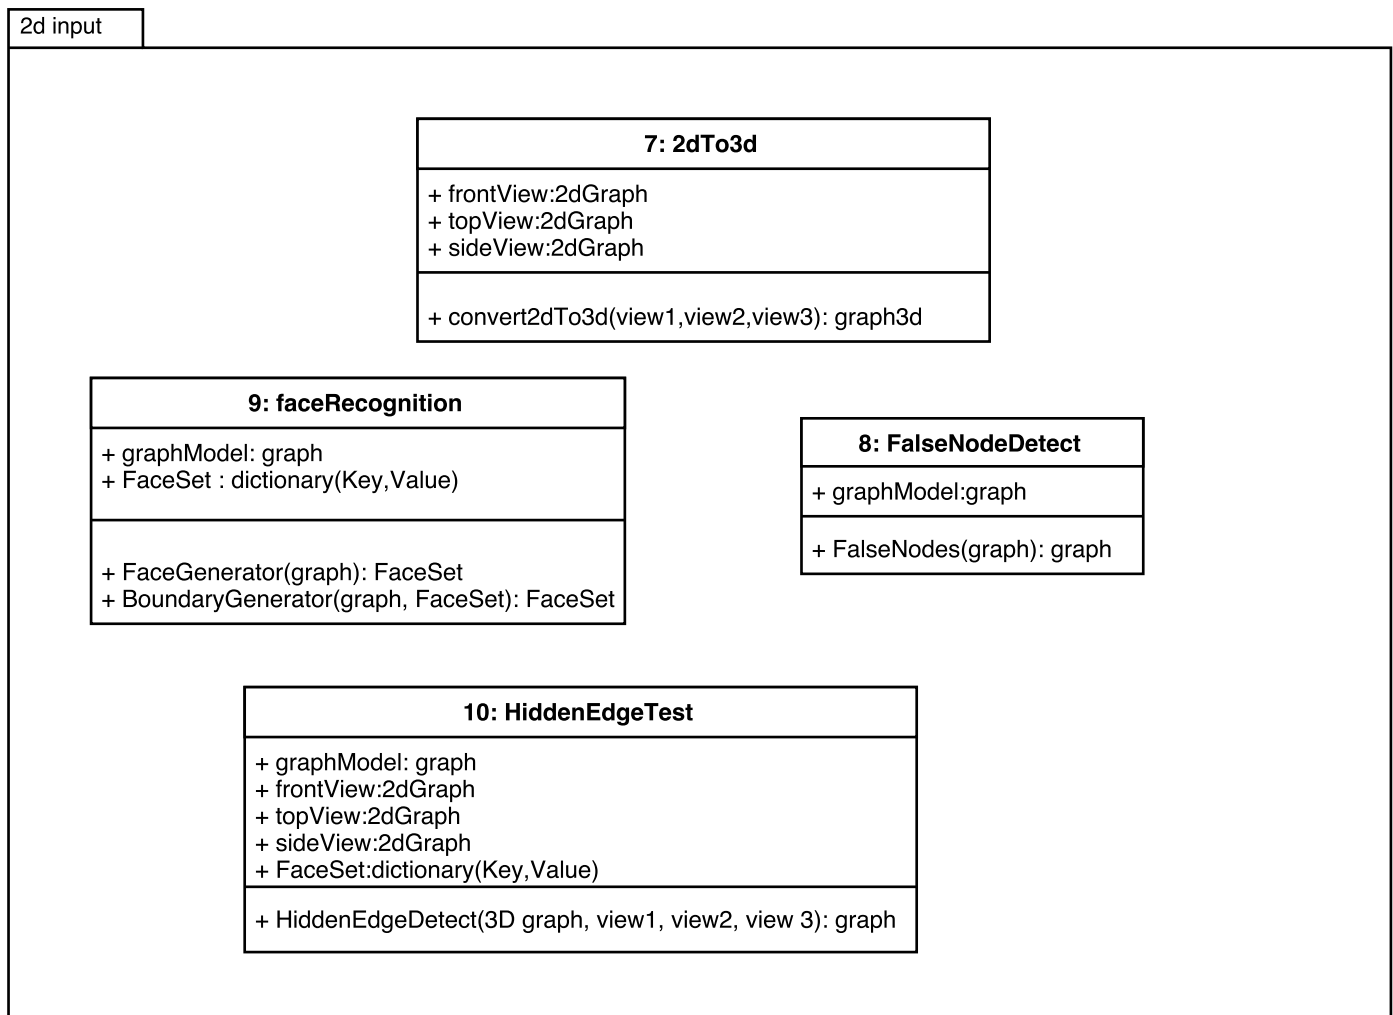 2d input
7: 2dTo3d
+ frontView:2dGraph
+ topView:2dGraph
+ sideView:2dGraph
+ convert2dTo3d(view1,view2,view3): graph3d
9: faceRecognition
+ graphModel: graph
+ FaceSet : dictionary(Key,Value)
+ FaceGenerator(graph): FaceSet
+ BoundaryGenerator(graph, FaceSet): FaceSet
8: FalseNodeDetect
+ graphModel:graph
+ FalseNodes(graph): graph
10: HiddenEdgeTest
+ graphModel: graph
+ frontView:2dGraph
+ topView:2dGraph
+ sideView:2dGraph
+ FaceSet:dictionary(Key,Value)
+ HiddenEdgeDetect(3D graph, view1, view2, view 3): graph